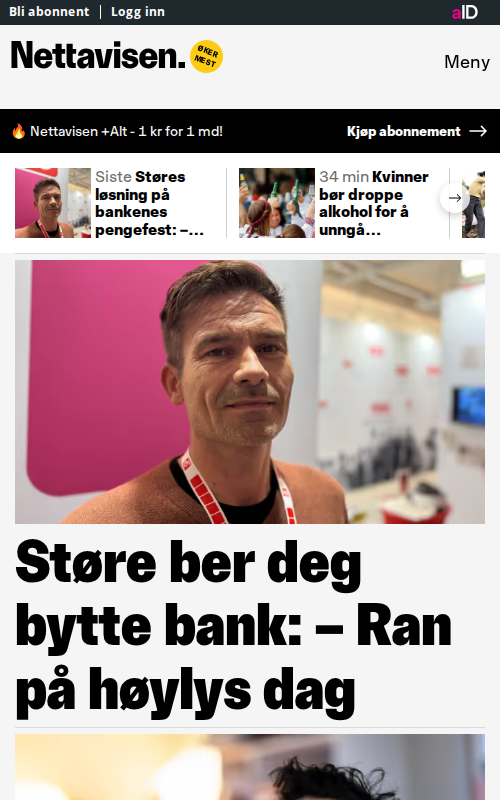 Bli abonnent
Logg inn
aID
Nettavisen.
ØKER
MEST
Meny
🔥 Nettavisen +Alt - 1 kr for 1 md!
Kjøp abonnement
Siste Støres
løsning på
bankenes
pengefest: –...
34 min Kvinner
bør droppe
alkohol for å
unngå...
Støre ber deg
bytte bank: – Ran
på høylys dag